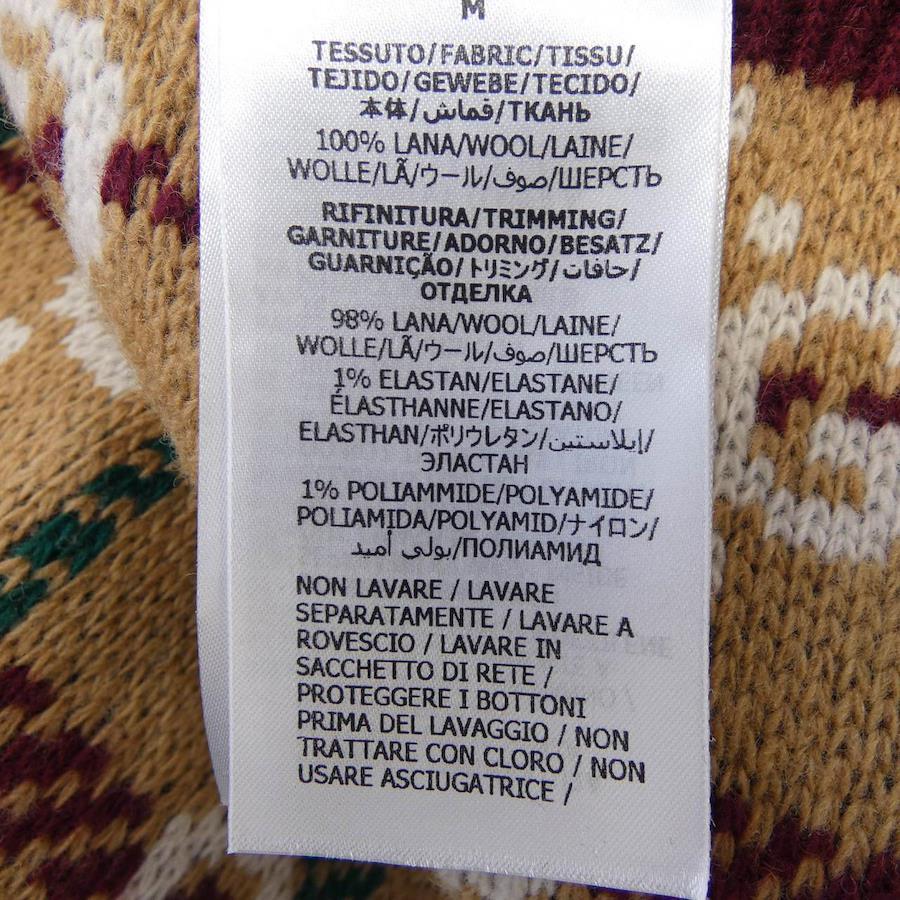 M
TESSUTO/FABRIC/TISSU/
TEJIDO/GEWEBE/TECIDO/
本体/قماش/ТКАНЬ
100% LANA/WOOL/LAINE/
WOLLE/LÃ/ウール/صوف/ШЕРСТЬ
RIFINITURA/TRIMMING/
GARNITURE/ADORNO/BESATZ/
GUARNIÇÃO/トリミング/حافات/
ОТДЕЛКА
98% LANA/WOOL/LAINE/
WOLLE/LÃ/ウール/صوف/ШЕРСТЬ
1% ELASTAN/ELASTANE/
ÉLASTHANNE/ELASTANO/
ELASTHAN/ポリウレタン/إيلاستين/
ЭЛАСТАН
1% POLIAMMIDE/POLYAMIDE/
POLIAMIDA/POLYAMID/ナイロン/
بولي أميد/ПОЛИАМИД
NON LAVARE / LAVARE
SEPARATAMENTE / LAVARE A
ROVESCIO / LAVARE IN
SACCHETTO DI RETE /
PROTEGGERE I BOTTONI
PRIMA DEL LAVAGGIO / NON
TRATTARE CON CLORO / NON
USARE ASCIUGATRICE /